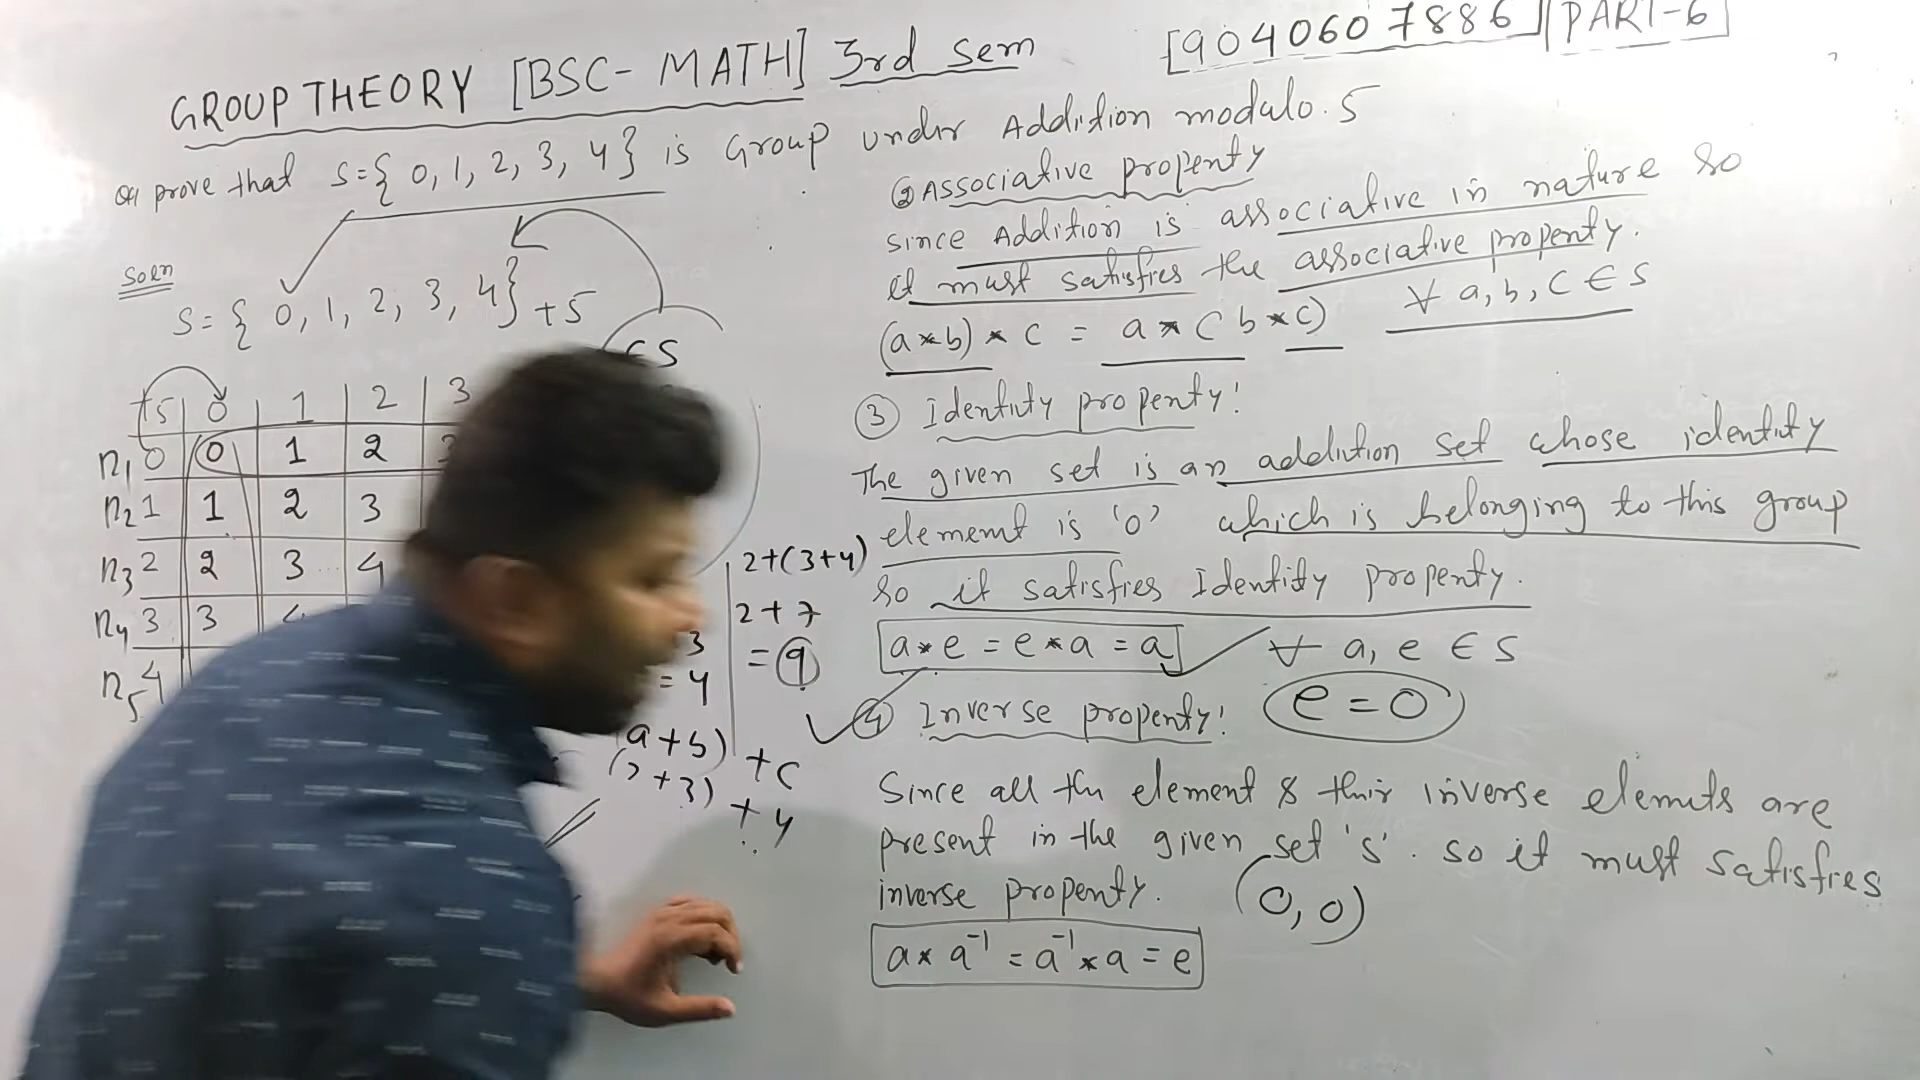 GROUP THEORY [BSC- MATH] 3rd Sem
[9040607886] PART-6
prove that S={ 0, 1, 2, 3, 4 } is Group under Addition modulo. 5
Soln
S = { 0, 1, 2, 3, 4 } +5
∈ S
+5 0 1 2 3
n1 0 0 1 2 3
n2 1 1 2 3
n3 2 2 3 4
n4 3 3 4
n5 4
3
= 4
2+(3+4)
2+7
= 9
(a+b) + c
(2+3) + 4
② Associative property
since Addition is associative in nature so
it must satisfies the associative property.
(a*b) * c = a * (b*c) ∀ a, b, c ∈ S
③ Identity property!
The given set is an addition set whose identity
element is '0' which is belonging to this group
so it satisfies Identity property.
a*e = e*a = a ∀ a, e ∈ S
④ Inverse property! e = 0
Since all the element & their inverse elements are
present in the given set 's'. so it must satisfies
inverse property. (0, 0)
a * a⁻¹ = a⁻¹ * a = e